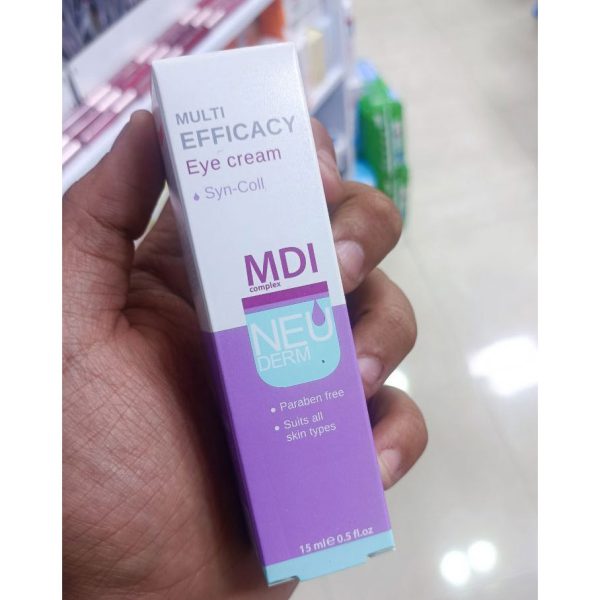 MULTI
EFFICACY
Eye cream
Syn-Coll
MDI
complex
NEU
DERM
• Paraben free
• Suits all
skin types
15 ml e 0.5 fl.oz